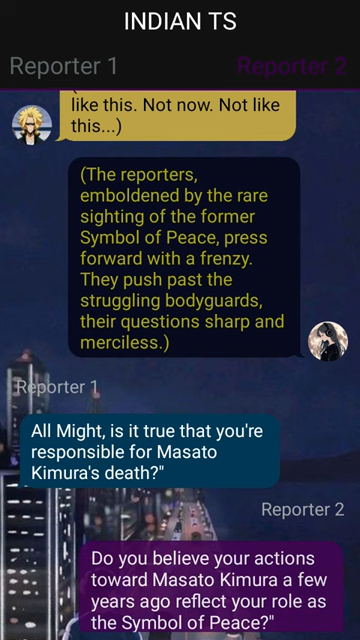 INDIAN TS
Reporter 1
Reporter 2
like this. Not now. Not like
this...)
(The reporters,
emboldened by the rare
sighting of the former
Symbol of Peace, press
forward with a frenzy.
They push past the
struggling bodyguards,
their questions sharp and
merciless.)
Reporter 1
All Might, is it true that you're
responsible for Masato
Kimura's death?"
Reporter 2
Do you believe your actions
toward Masato Kimura a few
years ago reflect your role as
the Symbol of Peace?"